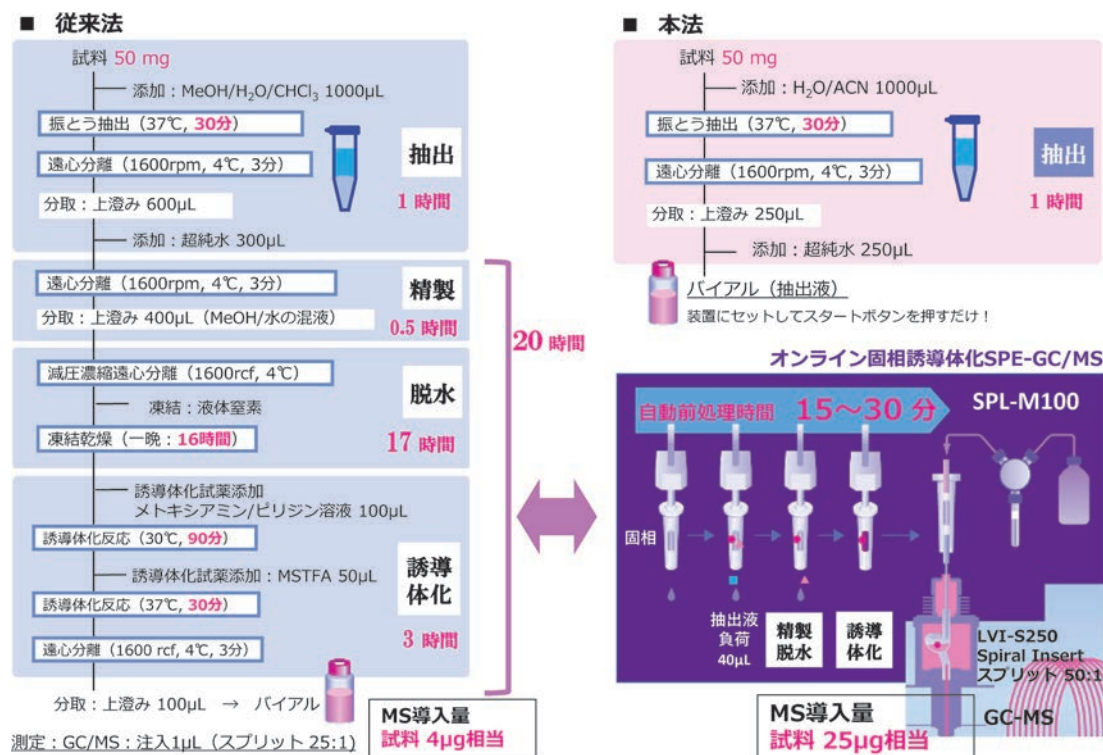 ■ 従来法
試料 50 mg
添加：MeOH/H₂O/CHCl₃ 1000μL
振とう抽出（37℃, 30分）
遠心分離（1600rpm, 4℃, 3分）
抽出
1 時間
分取：上澄み 600μL
添加：超純水 300μL
遠心分離（1600rpm, 4℃, 3分）
精製
分取：上澄み 400μL（MeOH/水の混液）
0.5 時間
20 時間
減圧濃縮遠心分離（1600rcf, 4℃）
脱水
凍結：液体窒素
凍結乾燥（一晩：16時間）
17 時間
誘導体化試薬添加
メトキシアミン/ピリジン溶液 100μL
誘導体化反応（30℃, 90分）
誘導体化試薬添加：MSTFA 50μL
誘導体化反応（37℃, 30分）
誘導
体化
3 時間
遠心分離（1600 rcf, 4℃, 3分）
分取：上澄み 100μL → バイアル
測定：GC/MS：注入1μL（スプリット 25:1）
MS導入量
試料 4μg相当
■ 本法
試料 50 mg
添加：H₂O/ACN 1000μL
振とう抽出（37℃, 30分）
遠心分離（1600rpm, 4℃, 3分）
抽出
1 時間
分取：上澄み 250μL
添加：超純水 250μL
バイアル（抽出液）
装置にセットしてスタートボタンを押すだけ！
オンライン固相誘導体化SPE-GC/MS
自動前処理時間 15～30 分
SPL-M100
固相
抽出液
負荷
40μL
精製
脱水
誘導
体化
LVI-S250
Spiral Insert
スプリット 50:1
GC-MS
MS導入量
試料 25μg相当